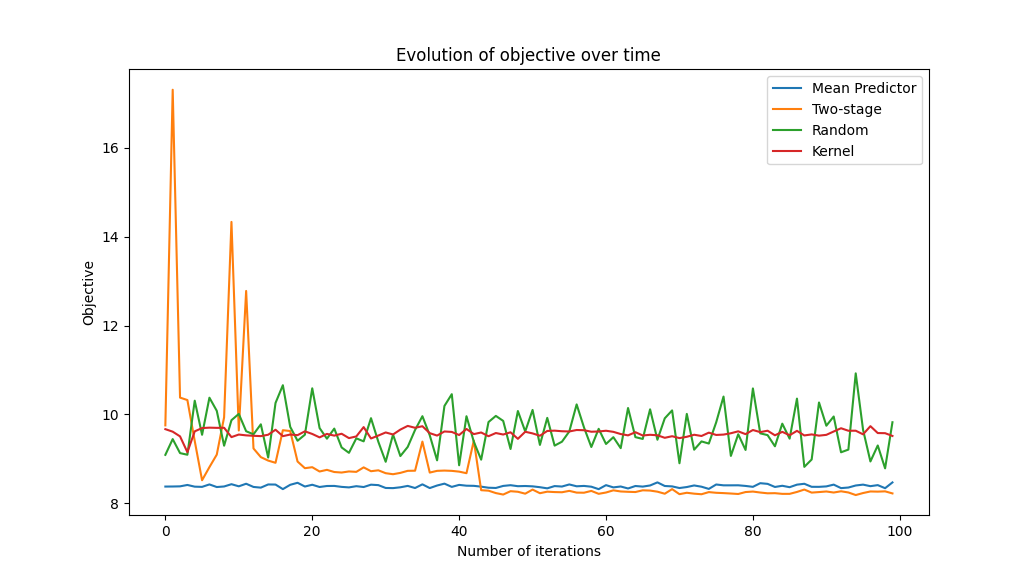 Evolution of objective over time
Mean Predictor
Two-stage
Random
Kernel
Objective
16
14
12
10
8
0 20 40 60 80 100
Number of iterations